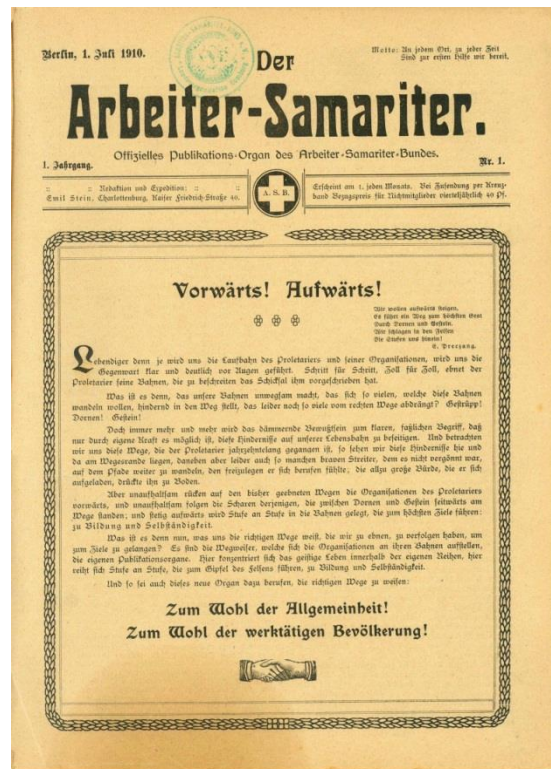 Berlin, 1. Juli 1910.
Motto: An jedem Ort, zu jeder Zeit
Sind zur ersten Hilfe wir bereit.
Der
Arbeiter-Samariter.
Offizielles Publikations-Organ des Arbeiter-Samariter-Bundes.
1. Jahrgang.
Nr. 1.
:: :: Redaktion und Expedition: :: ::
Emil Stein, Charlottenburg, Kaiser Friedrich-Straße 40.
A. S. B.
Erscheint am 1. jeden Monats. Bei Zusendung per Kreuz-
band Bezugspreis für Nichtmitglieder vierteljährlich 40 Pf.
Vorwärts! Aufwärts!
Wir wollen aufwärts steigen,
Es führt ein Weg zum höchsten Grat
Durch Dornen und Gestein.
Wir schlagen in den Felsen
Die Stufen uns hinein!
E. Preczang.
Lebendiger denn je wird uns die Laufbahn des Proletariers und seiner Organisationen, wird uns die
Gegenwart klar und deutlich vor Augen geführt. Schritt für Schritt, Zoll für Zoll, ebnet der
Proletarier seine Bahnen, die zu beschreiten das Schicksal ihm vorgeschrieben hat.
Was ist es denn, das unsere Bahnen unwegsam macht, das sich so vielen, welche diese Bahnen
wandeln wollen, hindernd in den Weg stellt, das leider noch so viele vom rechten Wege abdrängt? Gestrüpp!
Dornen! Gestein!
Doch immer mehr und mehr wird das dämmernde Bewußtsein zum klaren, faßlichen Begriff, daß
nur durch eigene Kraft es möglich ist, diese Hindernisse auf unserer Lebensbahn zu beseitigen. Und betrachten
wir uns diese Wege, die der Proletarier jahrzehntelang gegangen ist, so sehen wir diese Hindernisse hie und
da am Wegesrande liegen, daneben aber leider auch so manchen braven Streiter, dem es nicht vergönnt war,
auf dem Pfade weiter zu wandeln, den freizulegen er sich berufen fühlte; die allzu große Bürde, die er sich
aufgeladen, drückte ihn zu Boden.
Aber unaufhaltsam rücken auf den bisher geebneten Wegen die Organisationen des Proletariers
vorwärts, und unaufhaltsam folgen die Scharen derjenigen, die zwischen Dornen und Gestein seitwärts am
Wege standen; und stetig aufwärts wird Stufe an Stufe in die Bahnen gelegt, die zum höchsten Ziele führen:
zu Bildung und Selbständigkeit.
Was ist es denn nun, was uns die richtigen Wege weist, die wir zu ebnen, zu verfolgen haben, um
zum Ziele zu gelangen? Es sind die Wegweiser, welche sich die Organisationen an ihren Bahnen aufstellen,
die eigenen Publikationsorgane. Hier konzentriert sich das geistige Leben innerhalb der eigenen Reihen, hier
reiht sich Stufe an Stufe, die zum Gipfel des Felsens führen, zu Bildung und Selbständigkeit.
Und so sei auch dieses neue Organ dazu berufen, die richtigen Wege zu weisen:
Zum Wohl der Allgemeinheit!
Zum Wohl der werktätigen Bevölkerung!